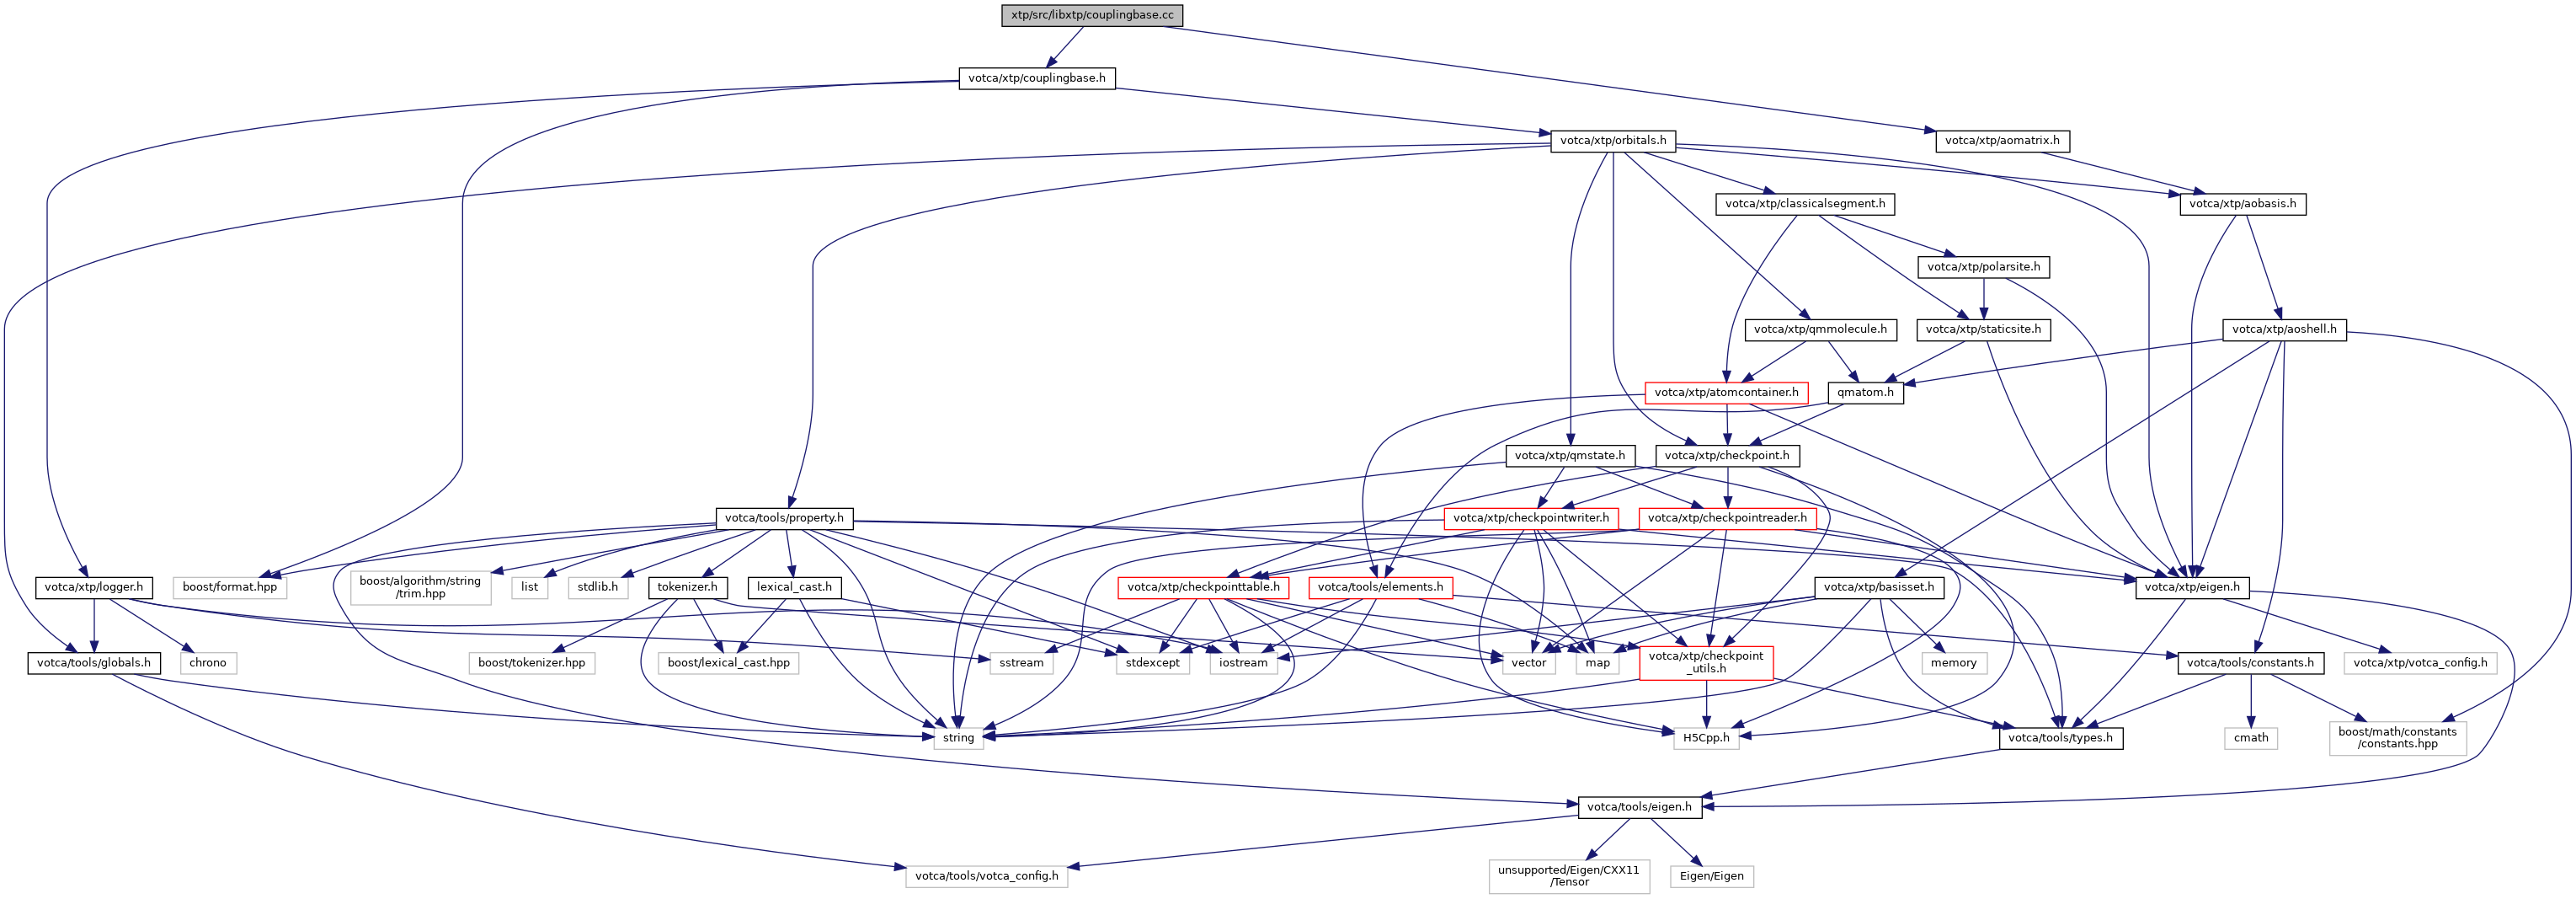 xtp/src/libxtp/couplingbase.cc
votca/xtp/couplingbase.h
votca/xtp/orbitals.h
votca/xtp/aomatrix.h
votca/xtp/classicalsegment.h
votca/xtp/aobasis.h
votca/xtp/polarsite.h
votca/xtp/qmmolecule.h
votca/xtp/staticsite.h
votca/xtp/aoshell.h
votca/xtp/atomcontainer.h
qmatom.h
votca/xtp/qmstate.h
votca/xtp/checkpoint.h
votca/tools/property.h
votca/xtp/checkpointwriter.h
votca/xtp/checkpointreader.h
votca/xtp/logger.h
boost/format.hpp
boost/algorithm/string
/trim.hpp
list
stdlib.h
tokenizer.h
lexical_cast.h
votca/xtp/checkpointtable.h
votca/tools/elements.h
votca/xtp/basisset.h
votca/xtp/eigen.h
votca/tools/globals.h
chrono
boost/tokenizer.hpp
boost/lexical_cast.hpp
sstream
stdexcept
iostream
vector
map
votca/xtp/checkpoint
_utils.h
memory
votca/tools/constants.h
votca/xtp/votca_config.h
string
H5Cpp.h
votca/tools/types.h
cmath
boost/math/constants
/constants.hpp
votca/tools/eigen.h
votca/tools/votca_config.h
unsupported/Eigen/CXX11
/Tensor
Eigen/Eigen